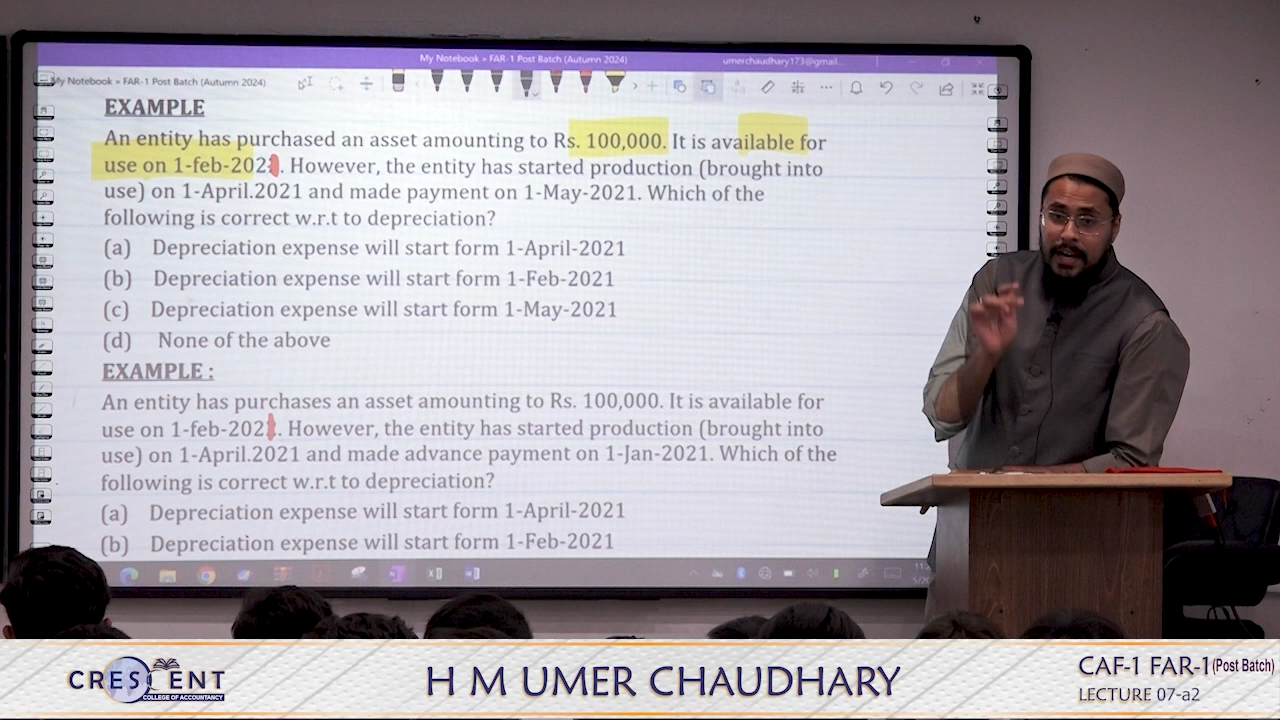 My Notebook » FAR-1 Post Batch (Autumn 2024)
umerchaudhary173@gmail...
My Notebook » FAR-1 Post Batch (Autumn 2024)
EXAMPLE
An entity has purchased an asset amounting to Rs. 100,000. It is available for
use on 1-feb-2021. However, the entity has started production (brought into
use) on 1-April.2021 and made payment on 1-May-2021. Which of the
following is correct w.r.t to depreciation?
(a) Depreciation expense will start form 1-April-2021
(b) Depreciation expense will start form 1-Feb-2021
(c) Depreciation expense will start form 1-May-2021
(d) None of the above
EXAMPLE :
An entity has purchases an asset amounting to Rs. 100,000. It is available for
use on 1-feb-2021. However, the entity has started production (brought into
use) on 1-April.2021 and made advance payment on 1-Jan-2021. Which of the
following is correct w.r.t to depreciation?
(a) Depreciation expense will start form 1-April-2021
(b) Depreciation expense will start form 1-Feb-2021
CRESCENT
COLLEGE OF ACCOUNTANCY
H M UMER CHAUDHARY
CAF-1 FAR-1(Post Batch)
LECTURE 07-a2